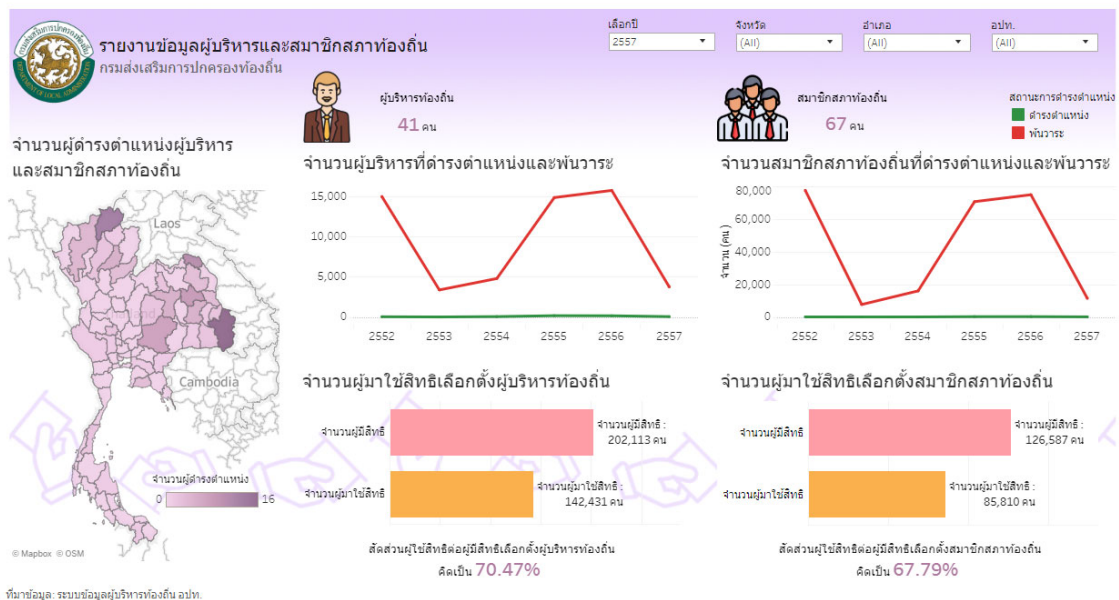 เลือกปี
จังหวัด
อำเภอ
อปท.
2557
(All)
(All)
(All)
รายงานข้อมูลผู้บริหารและสมาชิกสภาท้องถิ่น
กรมส่งเสริมการปกครองท้องถิ่น
ผู้บริหารท้องถิ่น
41 คน
สมาชิกสภาท้องถิ่น
67 คน
สถานะการดำรงตำแหน่ง
ดำรงตำแหน่ง
พ้นวาระ
จำนวนผู้ดำรงตำแหน่งผู้บริหาร
และสมาชิกสภาท้องถิ่น
Laos
Cambodia
จำนวนผู้ดำรงตำแหน่ง
0
16
© Mapbox © OSM
จำนวนผู้บริหารที่ดำรงตำแหน่งและพ้นวาระ
15,000
10,000
5,000
0
2552 2553 2554 2555 2556 2557
จำนวนสมาชิกสภาท้องถิ่นที่ดำรงตำแหน่งและพ้นวาระ
จำนวน (คน)
80,000
60,000
40,000
20,000
0
2552 2553 2554 2555 2556 2557
จำนวนผู้มาใช้สิทธิเลือกตั้งผู้บริหารท้องถิ่น
จำนวนผู้มีสิทธิ
จำนวนผู้มีสิทธิ :
202,113 คน
จำนวนผู้มาใช้สิทธิ
จำนวนผู้มาใช้สิทธิ :
142,431 คน
สัดส่วนผู้ใช้สิทธิต่อผู้มีสิทธิเลือกตั้งผู้บริหารท้องถิ่น
คิดเป็น 70.47%
จำนวนผู้มาใช้สิทธิเลือกตั้งสมาชิกสภาท้องถิ่น
จำนวนผู้มีสิทธิ
จำนวนผู้มีสิทธิ :
126,587 คน
จำนวนผู้มาใช้สิทธิ
จำนวนผู้มาใช้สิทธิ :
85,810 คน
สัดส่วนผู้ใช้สิทธิต่อผู้มีสิทธิเลือกตั้งสมาชิกสภาท้องถิ่น
คิดเป็น 67.79%
ที่มาข้อมูล: ระบบข้อมูลผู้บริหารท้องถิ่น อปท.